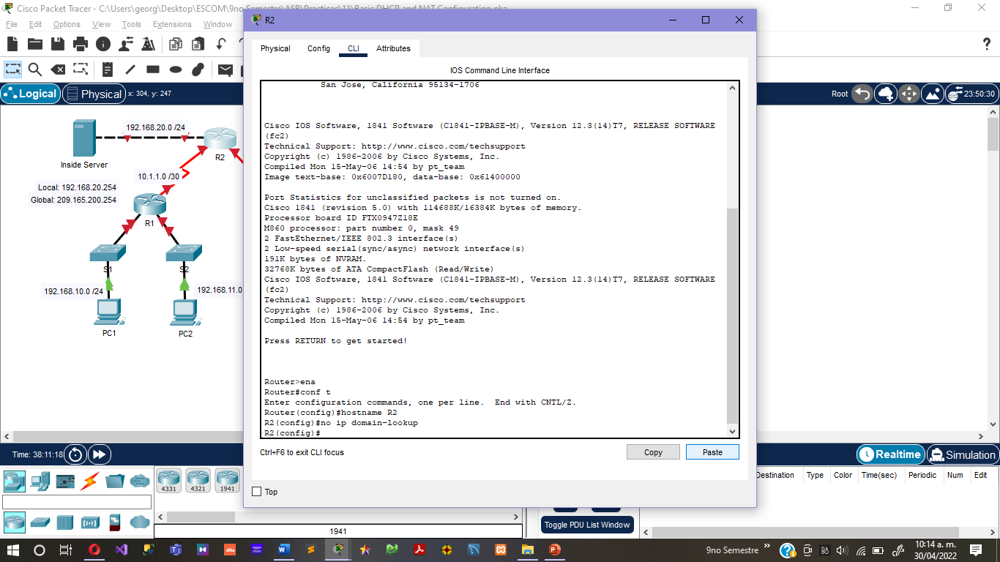 Cisco Packet Tracer - C:\Users\georg\Desktop\ESCOM\9no Semestre\ASR\Practicas\11\Basic DHCP and NAT Configuration.pka
File Edit Options View Tools Extensions Window
R2
Physical Config CLI Attributes
IOS Command Line Interface
San Jose, California 95134-1706
Cisco IOS Software, 1841 Software (C1841-IPBASE-M), Version 12.3(14)T7, RELEASE SOFTWARE
(fc2)
Technical Support: http://www.cisco.com/techsupport
Copyright (c) 1986-2006 by Cisco Systems, Inc.
Compiled Mon 15-May-06 14:54 by pt_team
Image text-base: 0x6007D180, data-base: 0x61400000
Port Statistics for unclassified packets is not turned on.
Cisco 1841 (revision 5.0) with 114688K/16384K bytes of memory.
Processor board ID FTX0947Z18E
M860 processor: part number 0, mask 49
2 FastEthernet/IEEE 802.3 interface(s)
2 Low-speed serial(sync/async) network interface(s)
191K bytes of NVRAM.
32768K bytes of ATA CompactFlash (Read/Write)
Cisco IOS Software, 1841 Software (C1841-IPBASE-M), Version 12.3(14)T7, RELEASE SOFTWARE
(fc2)
Technical Support: http://www.cisco.com/techsupport
Copyright (c) 1986-2006 by Cisco Systems, Inc.
Compiled Mon 15-May-06 14:54 by pt_team
Press RETURN to get started!
Router>ena
Router#conf t
Enter configuration commands, one per line. End with CNTL/Z.
Router(config)#hostname R2
R2(config)#no ip domain-lookup
R2(config)#
Ctrl+F6 to exit CLI focus
Copy
Paste
Top
Logical
Physical
x: 304, y: 247
Root
23:50:30
192.168.20.0 /24
Inside Server
R2
10.1.1.0 /30
Local: 192.168.20.254
Global: 209.165.200.254
R1
S1
S2
192.168.10.0 /24
192.168.11.0
PC1
PC2
Time: 38:11:18
Realtime
Simulation
4331
4321
1941
1941
Destination Type Color Time(sec) Periodic Num Edit
Toggle PDU List Window
9no Semestre
10:14 a. m.
30/04/2022